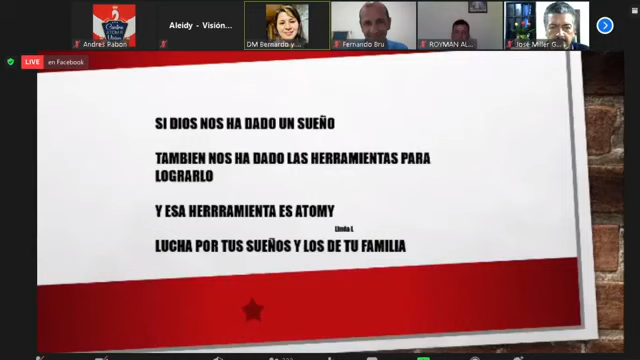 Andres Pabon
Aleidy - Visión...
DM Bernardo y
Fernando Bru
ROYMAN AL...
José Miller G...
LIVE en Facebook
SI DIOS NOS HA DADO UN SUEÑO
TAMBIEN NOS HA DADO LAS HERRAMIENTAS PARA
LOGRARLO
Y ESA HERRRAMIENTA ES ATOMY
Linda L
LUCHA POR TUS SUEÑOS Y LOS DE TU FAMILIA